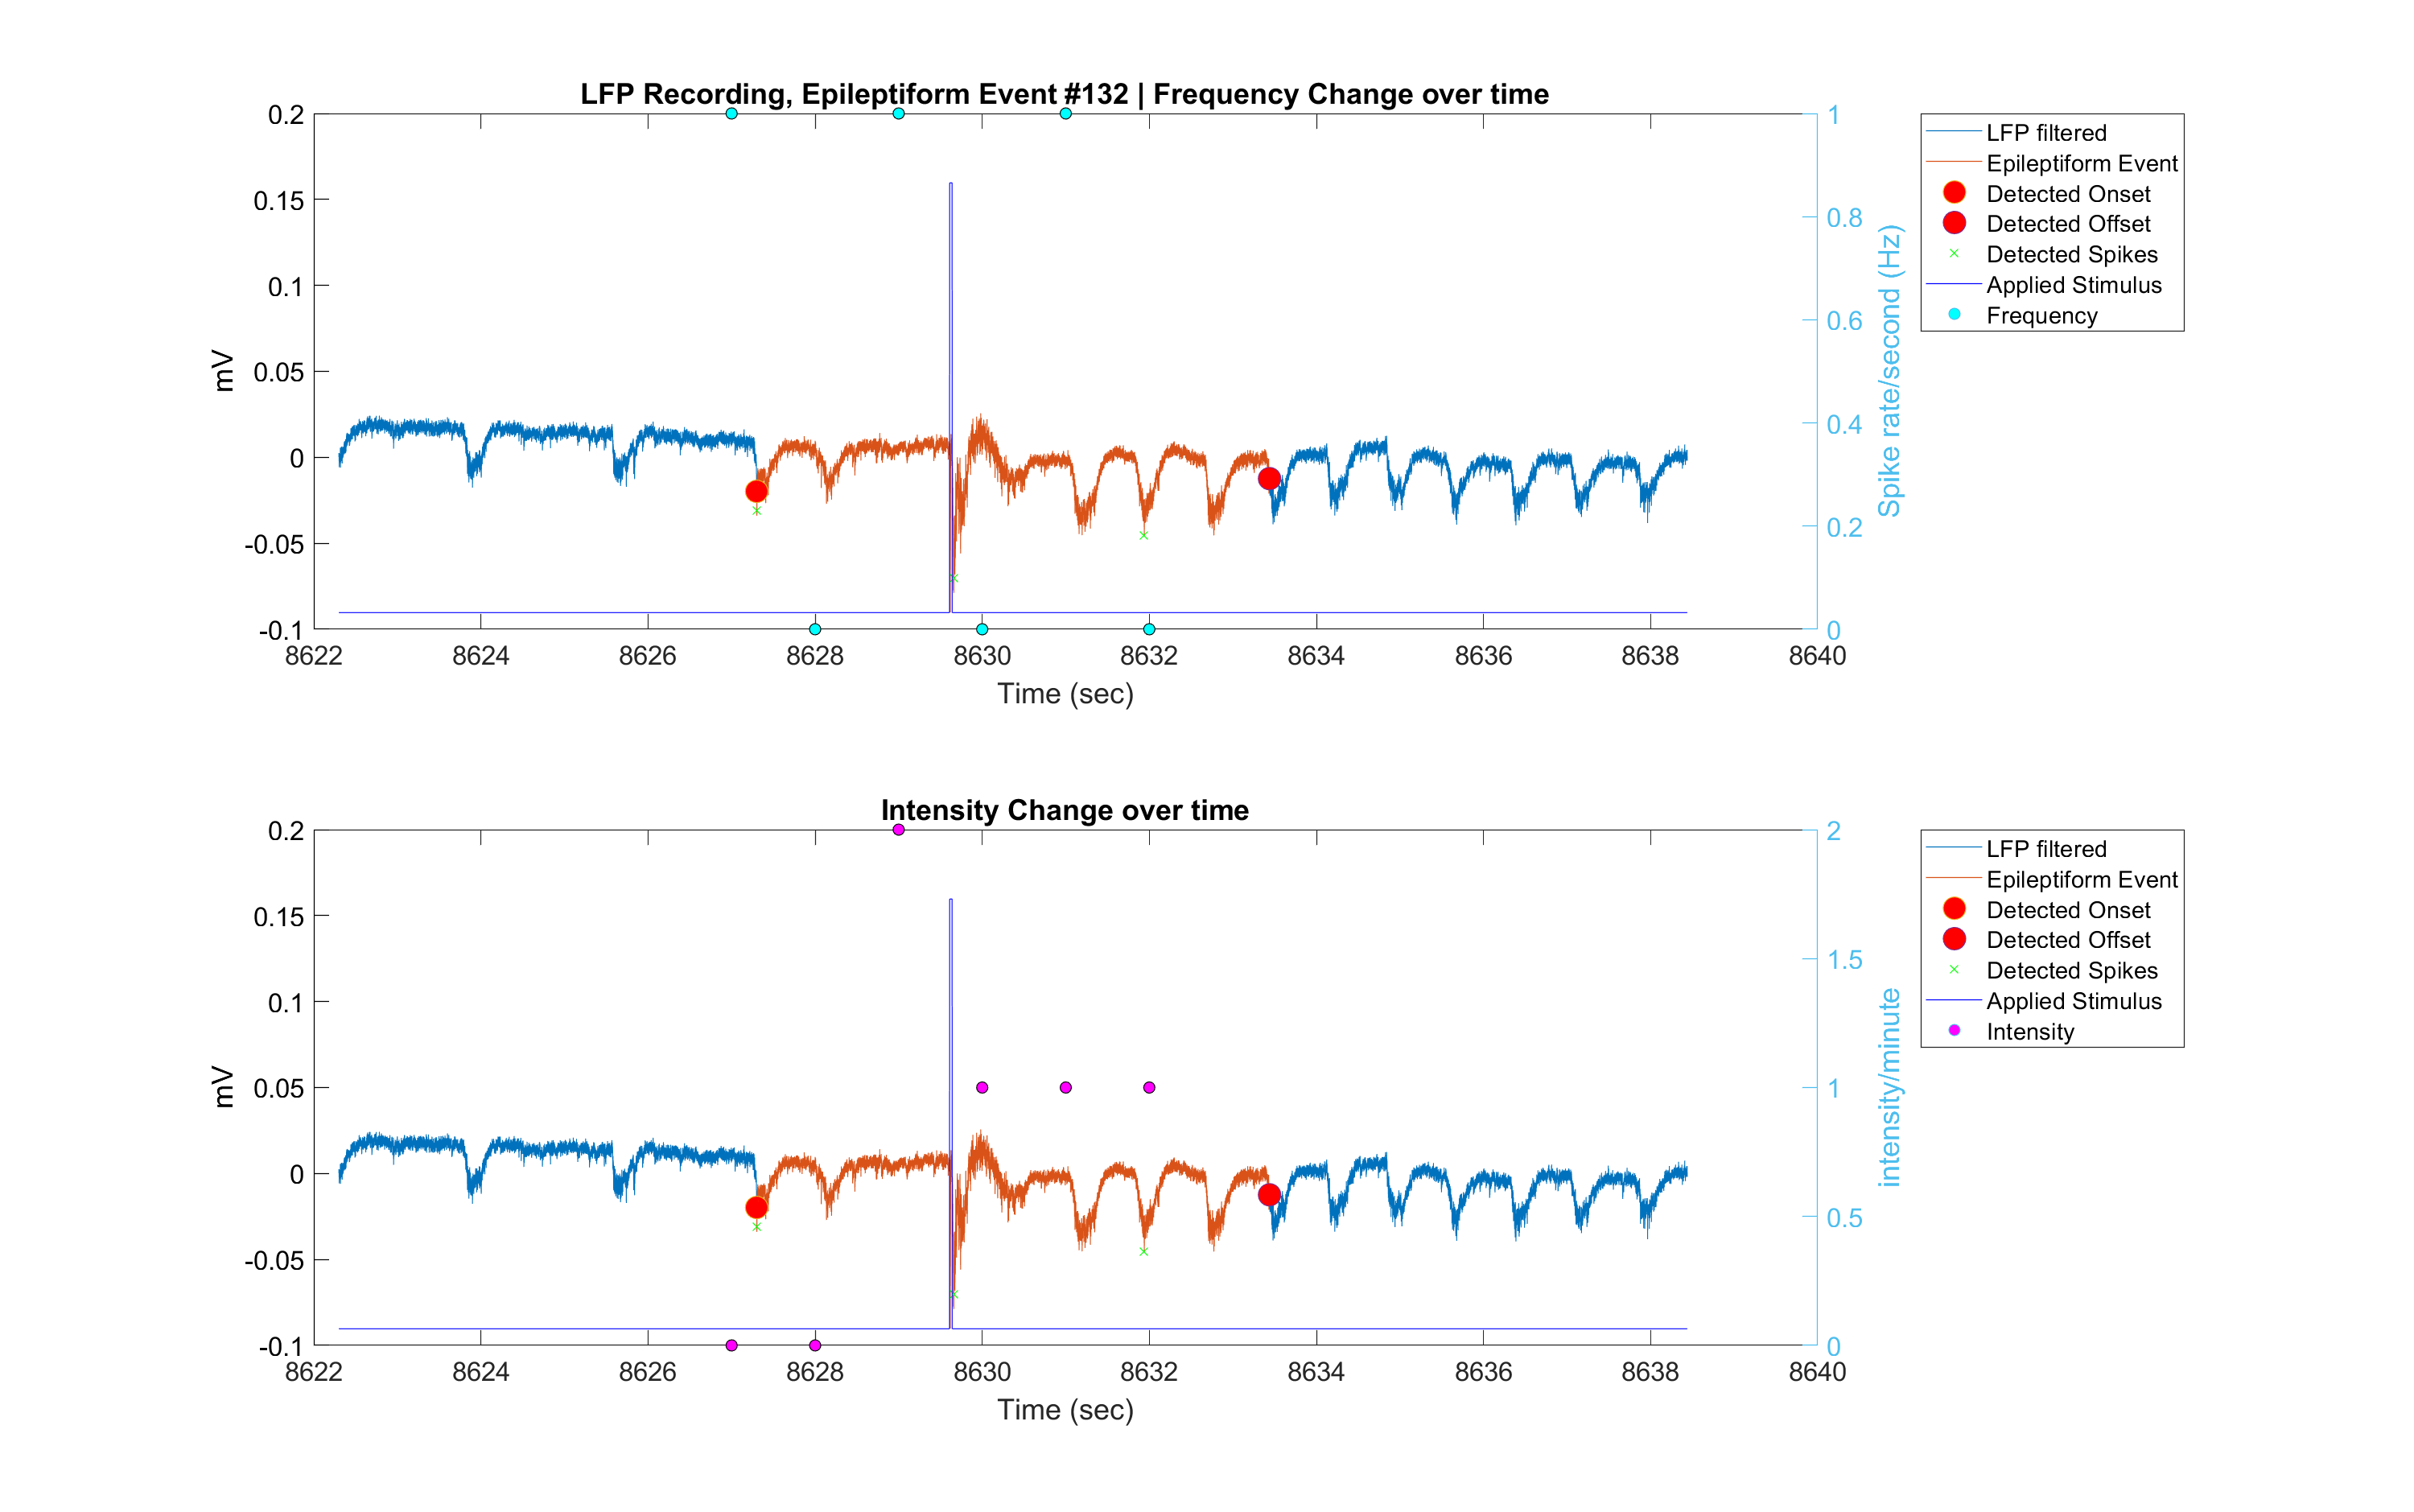 LFP Recording, Epileptiform Event #132 | Frequency Change over time
0.2
0.15
0.1
0.05
0
-0.05
-0.1
mV
1
0.8
0.6
0.4
0.2
0
Spike rate/second (Hz)
8622 8624 8626 8628 8630 8632 8634 8636 8638 8640
Time (sec)
LFP filtered
Epileptiform Event
Detected Onset
Detected Offset
Detected Spikes
Applied Stimulus
Frequency
Intensity Change over time
0.2
0.15
0.1
0.05
0
-0.05
-0.1
mV
2
1.5
1
0.5
0
intensity/minute
8622 8624 8626 8628 8630 8632 8634 8636 8638 8640
Time (sec)
LFP filtered
Epileptiform Event
Detected Onset
Detected Offset
Detected Spikes
Applied Stimulus
Intensity